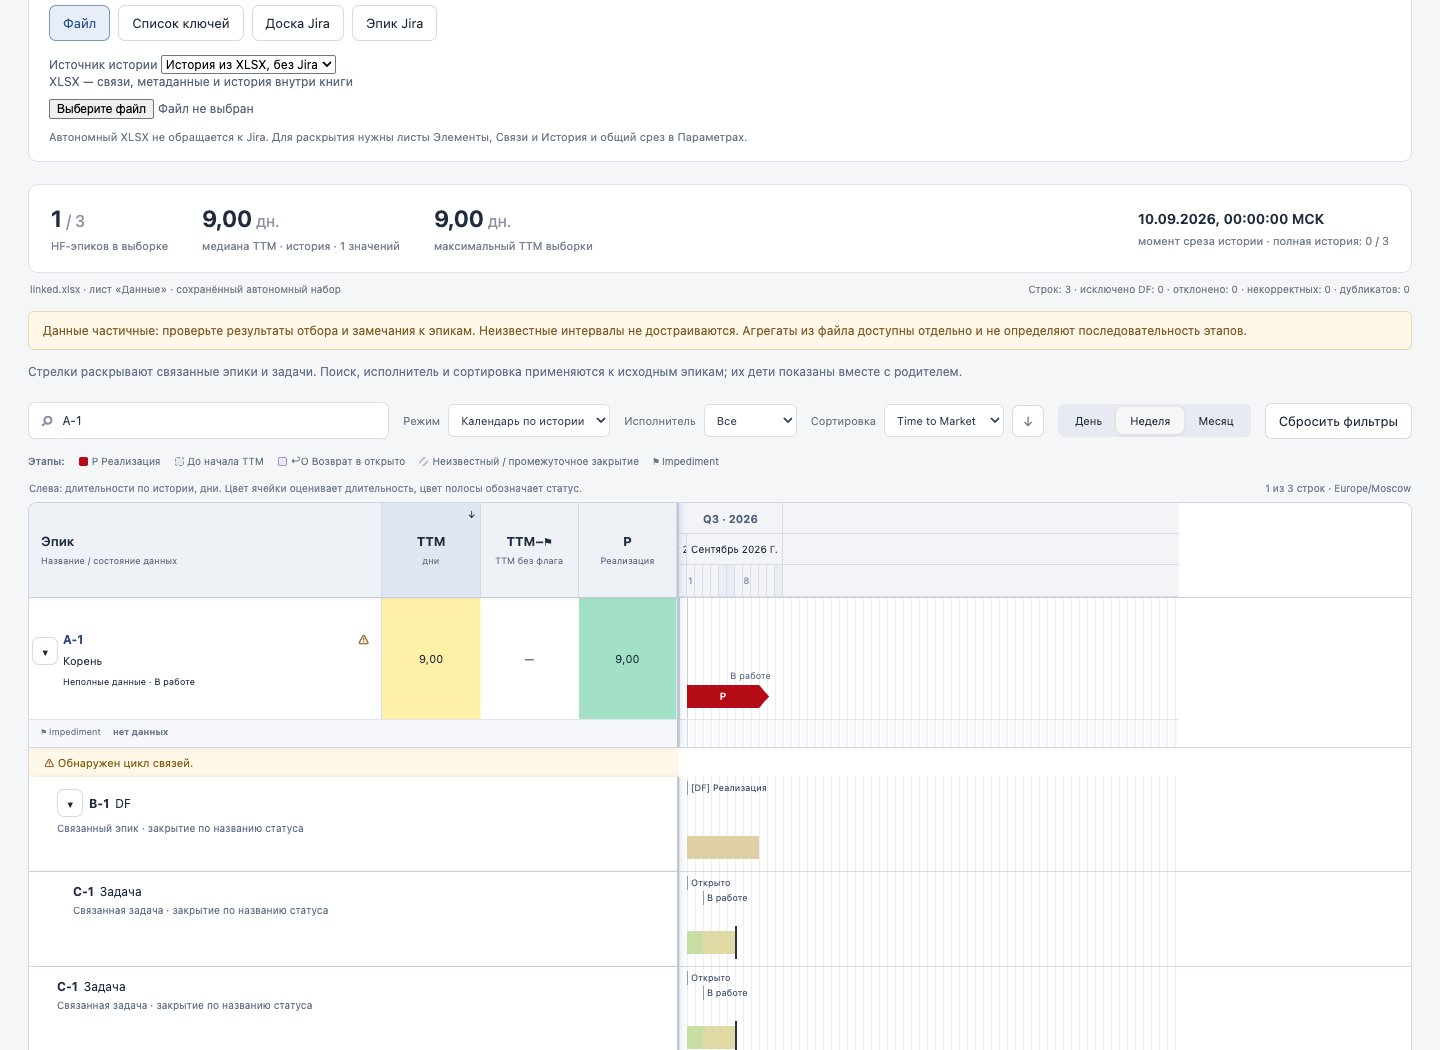 Файл
Список ключей
Доска Jira
Эпик Jira
Источник истории
История из XLSX, без Jira
XLSX — связи, метаданные и история внутри книги
Выберите файл
Файл не выбран
Автономный XLSX не обращается к Jira. Для раскрытия нужны листы Элементы, Связи и История и общий срез в Параметрах.
1 / 3
HF-эпиков в выборке
9,00 дн.
медиана TTM · история · 1 значений
9,00 дн.
максимальный TTM выборки
10.09.2026, 00:00:00 МСК
момент среза истории · полная история: 0 / 3
linked.xlsx · лист «Данные» · сохранённый автономный набор
Строк: 3 · исключено DF: 0 · отклонено: 0 · некорректных: 0 · дубликатов: 0
Данные частичные: проверьте результаты отбора и замечания к эпикам. Неизвестные интервалы не достраиваются. Агрегаты из файла доступны отдельно и не определяют последовательность этапов.
Стрелки раскрывают связанные эпики и задачи. Поиск, исполнитель и сортировка применяются к исходным эпикам; их дети показаны вместе с родителем.
A-1
Режим
Календарь по истории
Исполнитель
Все
Сортировка
Time to Market
↓
День
Неделя
Месяц
Сбросить фильтры
Этапы:
Р Реализация
До начала TTM
↩О Возврат в открыто
Неизвестный / промежуточное закрытие
⚑ Impediment
Слева: длительности по истории, дни. Цвет ячейки оценивает длительность, цвет полосы обозначает статус.
1 из 3 строк · Europe/Moscow
Эпик
Название / состояние данных
↓
TTM
дни
TTM−⚑
TTM без флага
Р
Реализация
Q3 · 2026
Сентябрь 2026 Г.
1
8
A-1
⚠
Корень
Неполные данные · В работе
9,00
—
9,00
В работе
Р
⚑ Impediment
нет данных
⚠ Обнаружен цикл связей.
B-1 DF
Связанный эпик · закрытие по названию статуса
[DF] Реализация
C-1 Задача
Связанная задача · закрытие по названию статуса
Открыто
В работе
C-1 Задача
Связанная задача · закрытие по названию статуса
Открыто
В работе